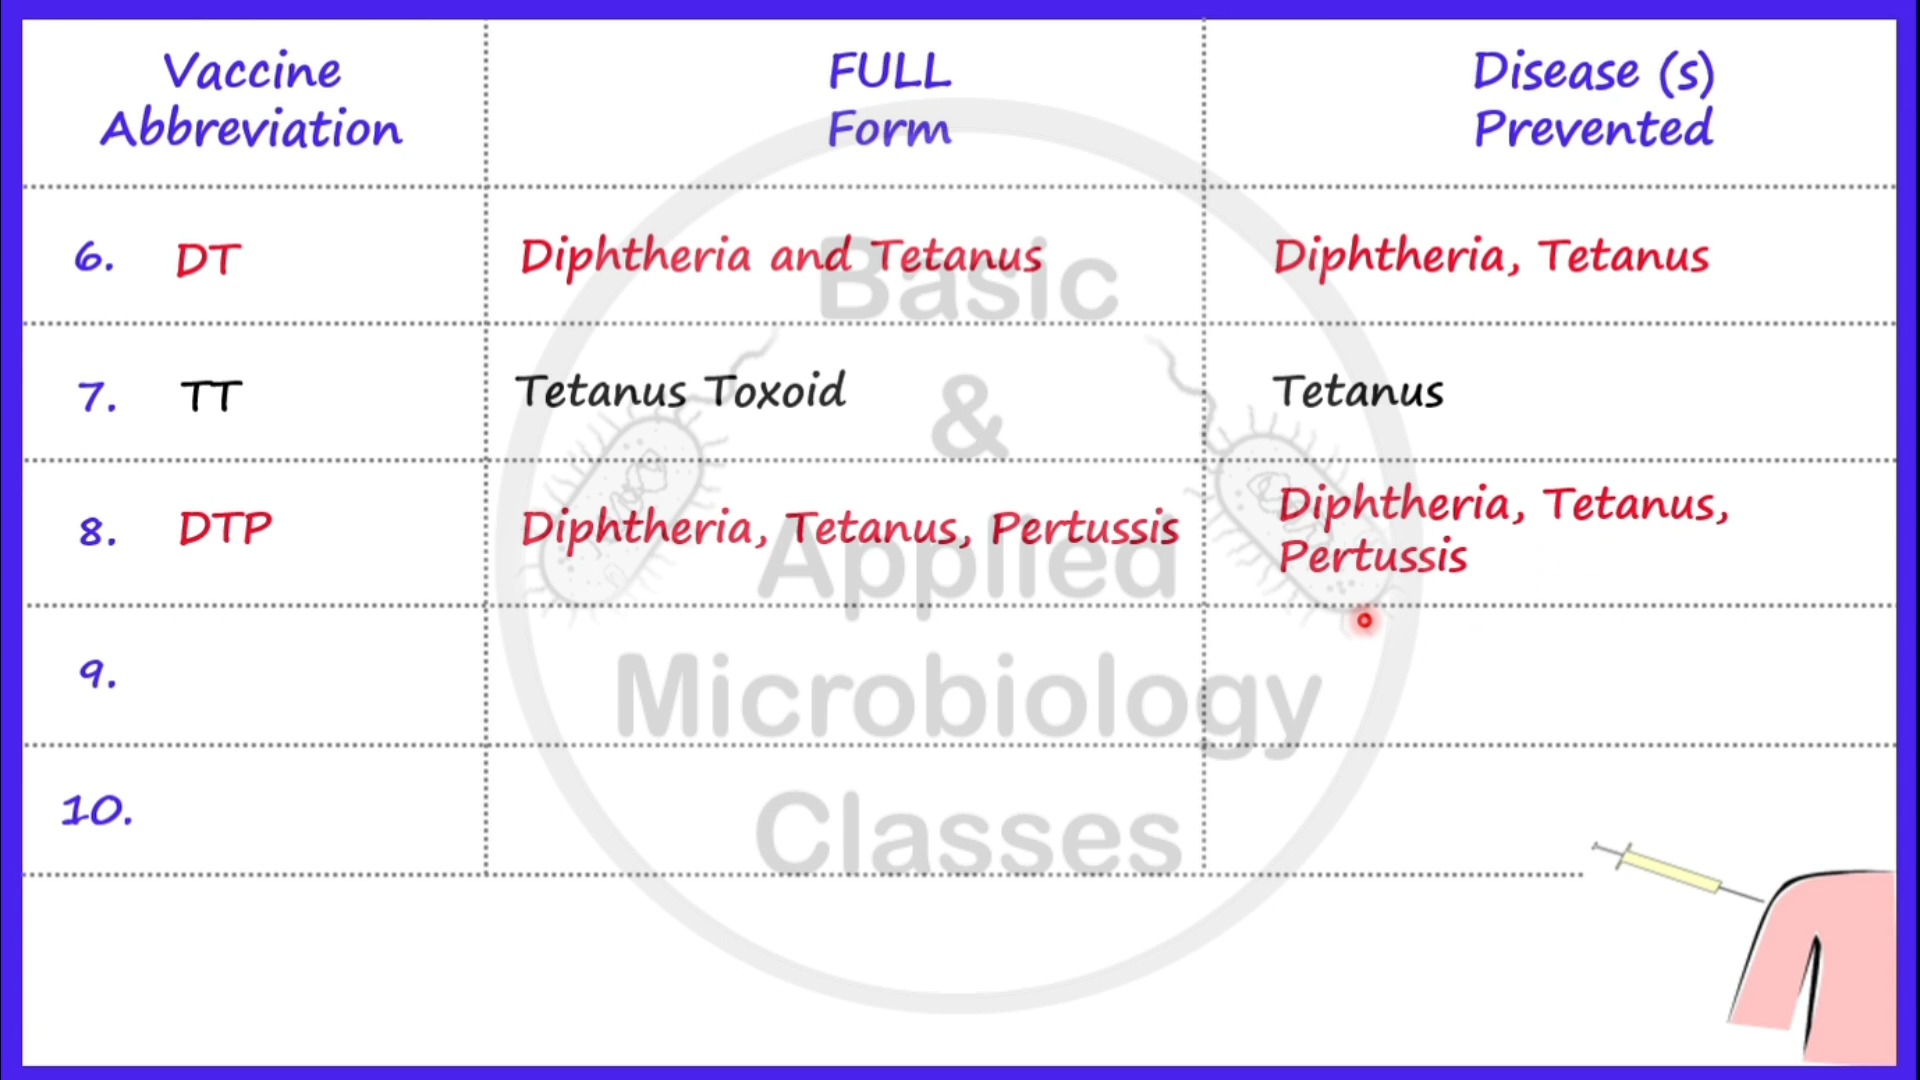 Vaccine
Abbreviation
FULL
Form
Disease (s)
Prevented
6. DT Diphtheria and Tetanus Diphtheria, Tetanus
7. TT Tetanus Toxoid Tetanus
8. DTP Diphtheria, Tetanus, Pertussis Diphtheria, Tetanus,
Pertussis
9.
10.
Basic
&
Applied
Microbiology
Classes